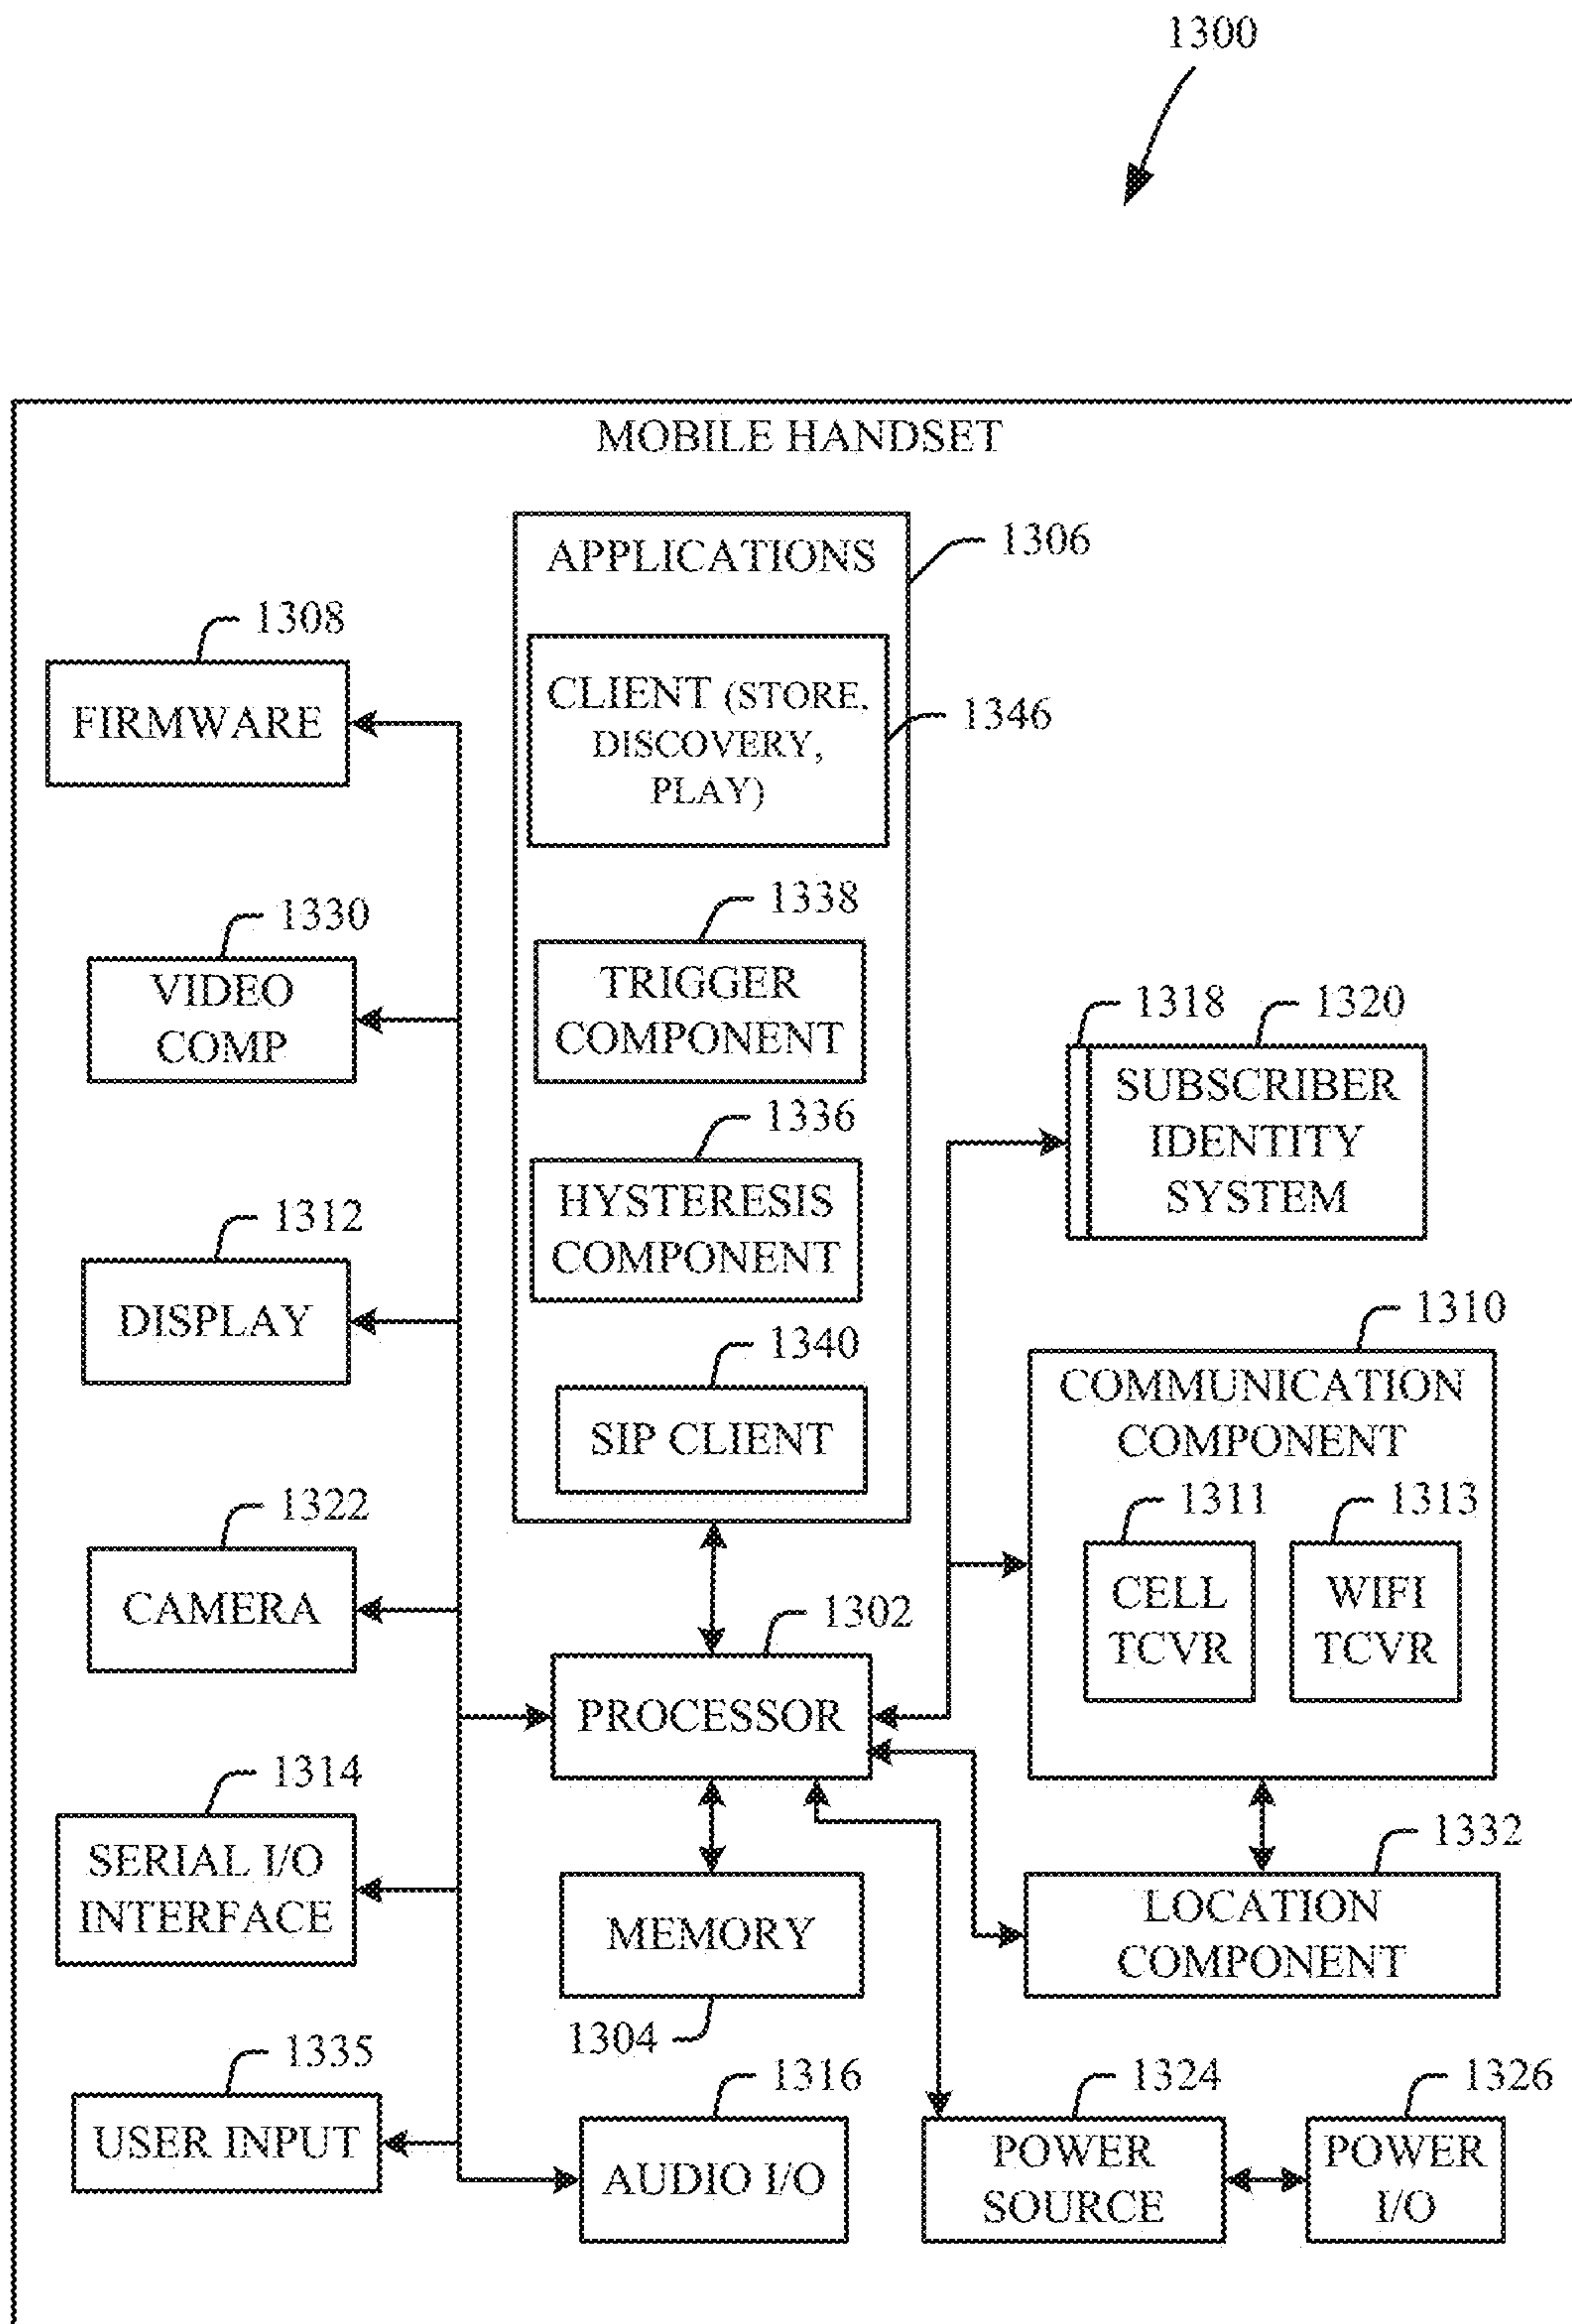 1300
MOBILE HANDSET
APPLICATIONS
1306
CLIENT (STORE,
DISCOVERY,
PLAY)
1346
1338
TRIGGER
COMPONENT
1336
HYSTERESIS
COMPONENT
1340
SIP CLIENT
1308
FIRMWARE
1330
VIDEO
COMP
1312
DISPLAY
1322
CAMERA
1314
SERIAL I/O
INTERFACE
1335
USER INPUT
1302
PROCESSOR
MEMORY
1304
1316
AUDIO I/O
1318
1320
SUBSCRIBER
IDENTITY
SYSTEM
1310
COMMUNICATION
COMPONENT
1311
CELL
TCVR
1313
WIFI
TCVR
1332
LOCATION
COMPONENT
1324
POWER
SOURCE
1326
POWER
I/O